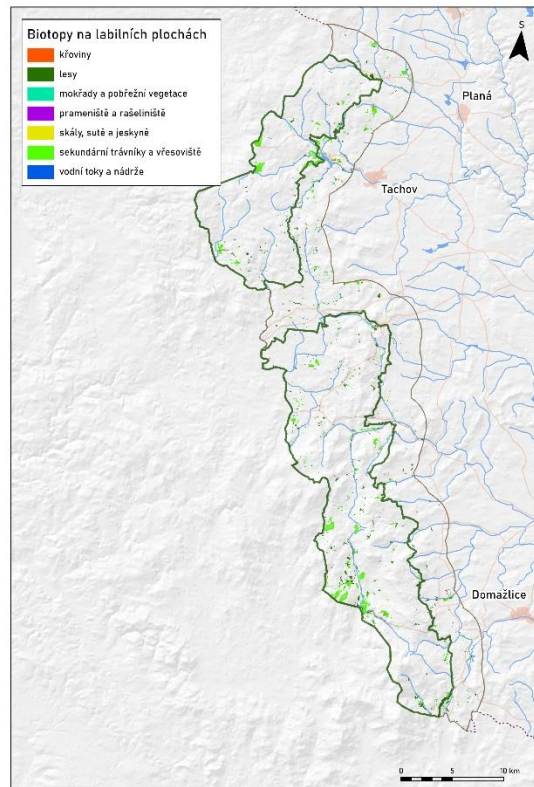 Biotopy na labilních plochách
křoviny
lesy
mokřady a pobřežní vegetace
prameniště a rašeliniště
skály, sutě a jeskyně
sekundární trávníky a vřesoviště
vodní toky a nádrže
S
Planá
Tachov
Domažlice
0 5 10 km